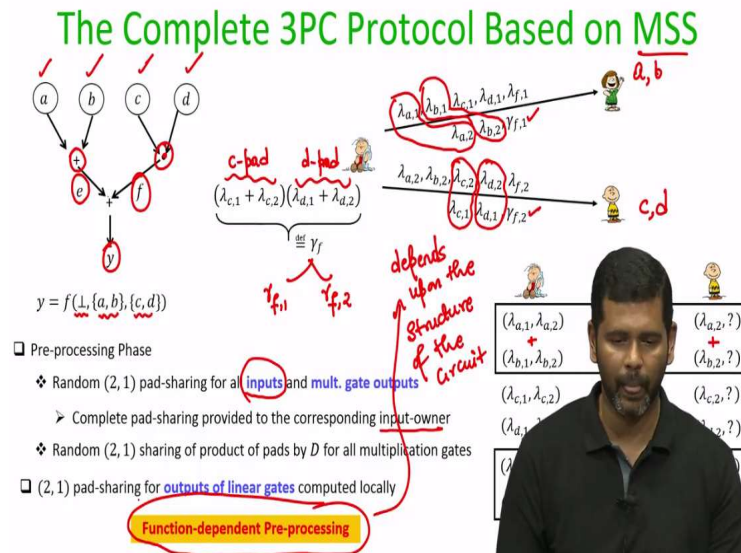 The Complete 3PC Protocol Based on MSS
a b c d
+
e f
+
y
y = f(⊥, {a, b}, {c, d})
c-pad d-pad
(λc,1 + λc,2)(λd,1 + λd,2)
≝ γf
γf,1 γf,2
λa,1, λb,1, λc,1, λd,1, λf,1
λa,2, λb,2, γf,1
a, b
λa,2, λb,2, λc,2, λd,2, λf,2
λc,1, λd,1, γf,2
c, d
depends
upon the
structure
of the
circuit
❑ Pre-processing Phase
❖ Random (2, 1) pad-sharing for all inputs and mult. gate outputs
➢ Complete pad-sharing provided to the corresponding input-owner
❖ Random (2, 1) sharing of product of pads by D for all multiplication gates
❑ (2, 1) pad-sharing for outputs of linear gates computed locally
Function-dependent Pre-processing
(λa,1, λa,2) (λa,2, ?)
+ +
(λb,1, λb,2) (λb,2, ?)
(λc,1, λc,2) (λc,2, ?)